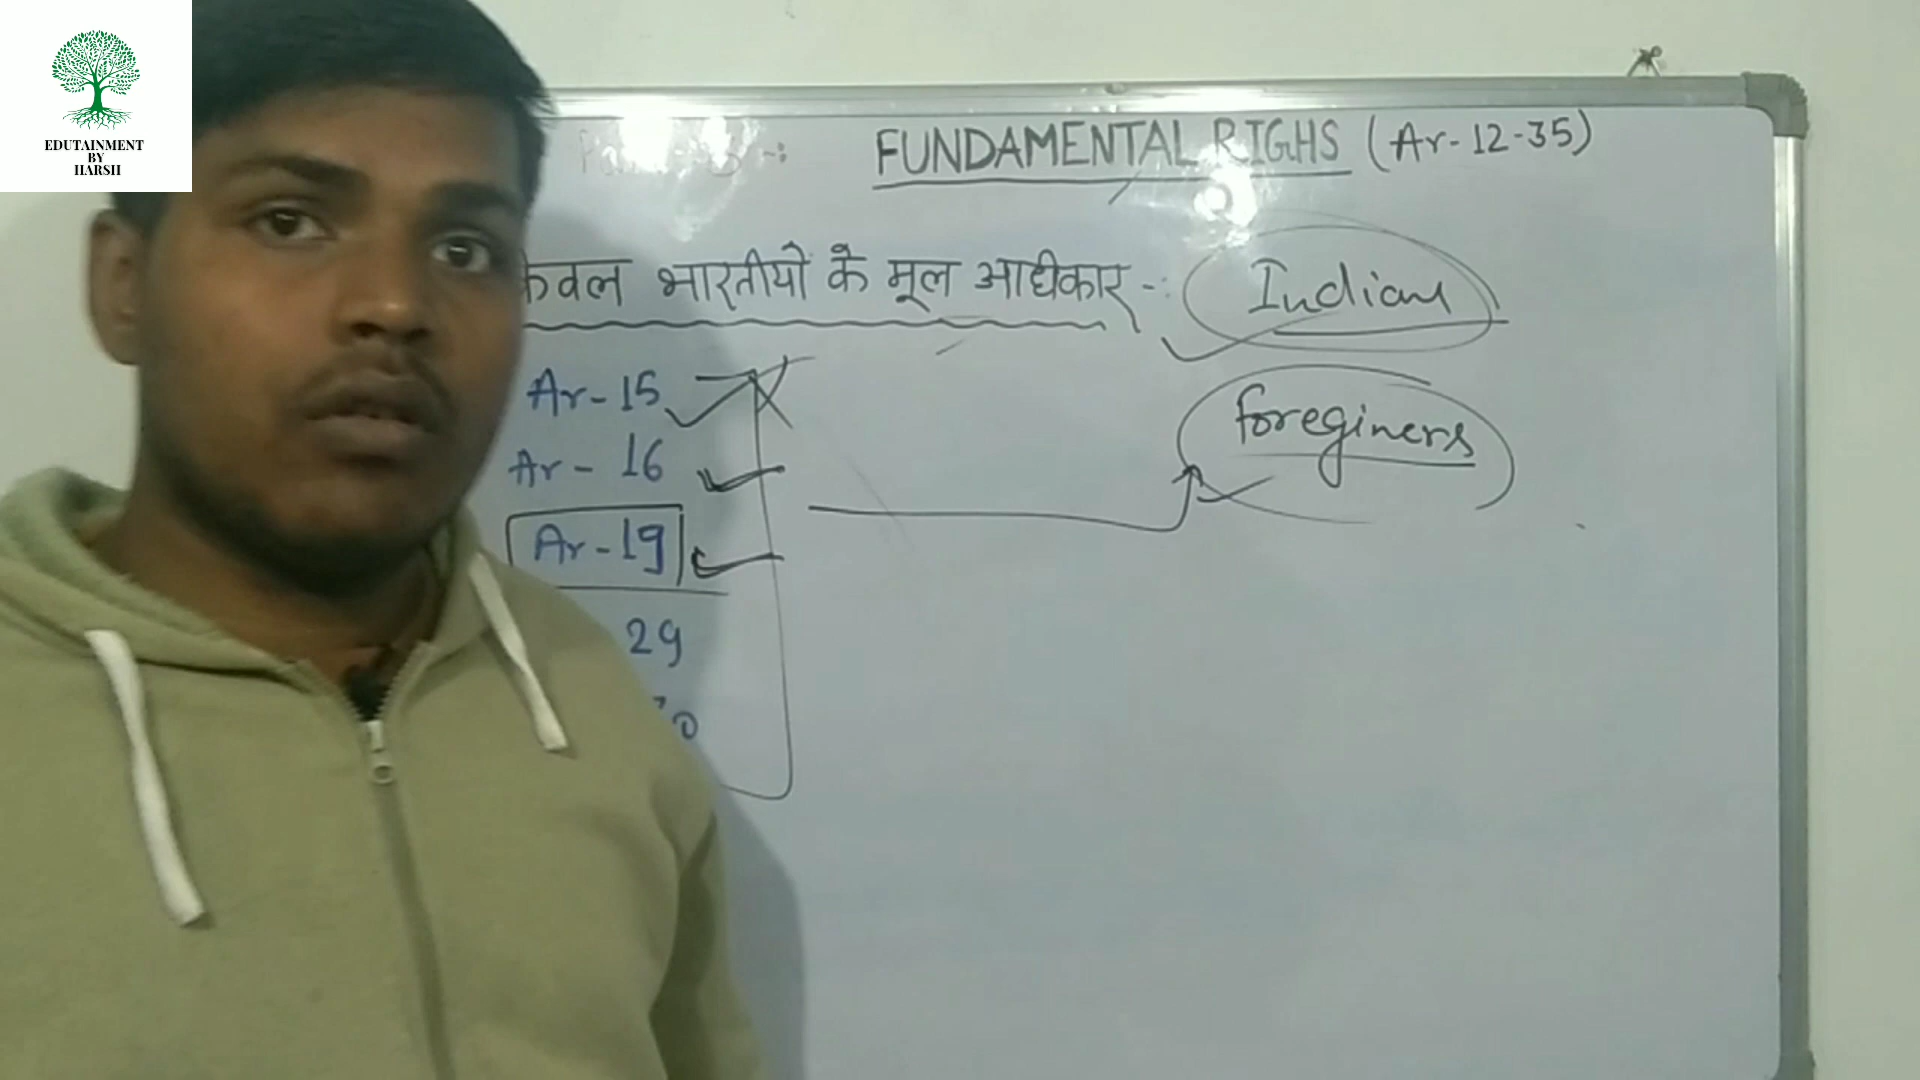 EDUTAINMENT
BY
HARSH
FUNDAMENTAL RIGHS (Ar-12-35)
केवल भारतीयों के मूल आधीकार -: Indian
Ar-15
foreginers
Ar-16
Ar-19
29
30